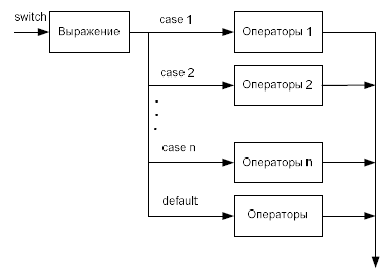 switch
Выражение
case 1
Операторы 1
case 2
Операторы 2
case n
Операторы n
default
Операторы